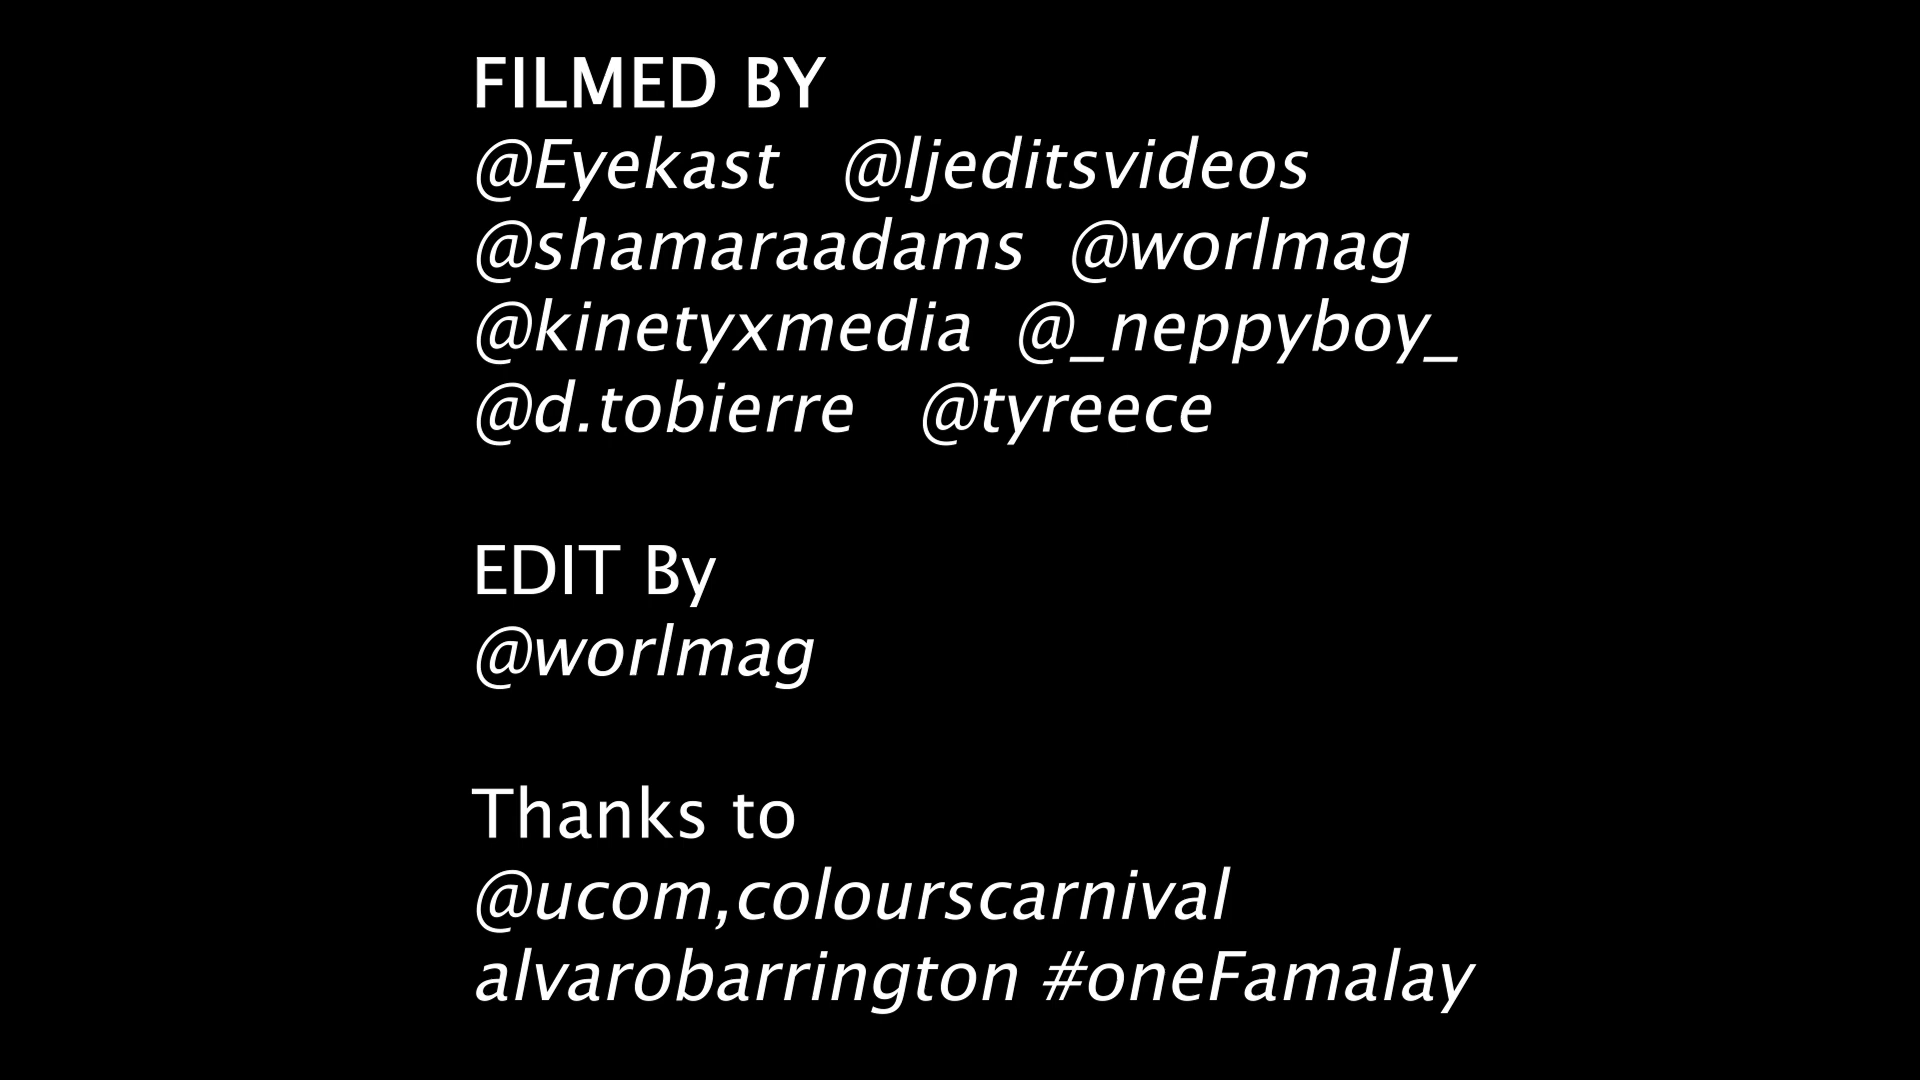 FILMED BY
@Eyekast @ljeditsvideos
@shamaraadams @worlmag
@kinetyxmedia @_neppyboy_
@d.tobierre @tyreece
EDIT By
@worlmag
Thanks to
@ucom,colourscarnival
alvarobarrington #oneFamalay